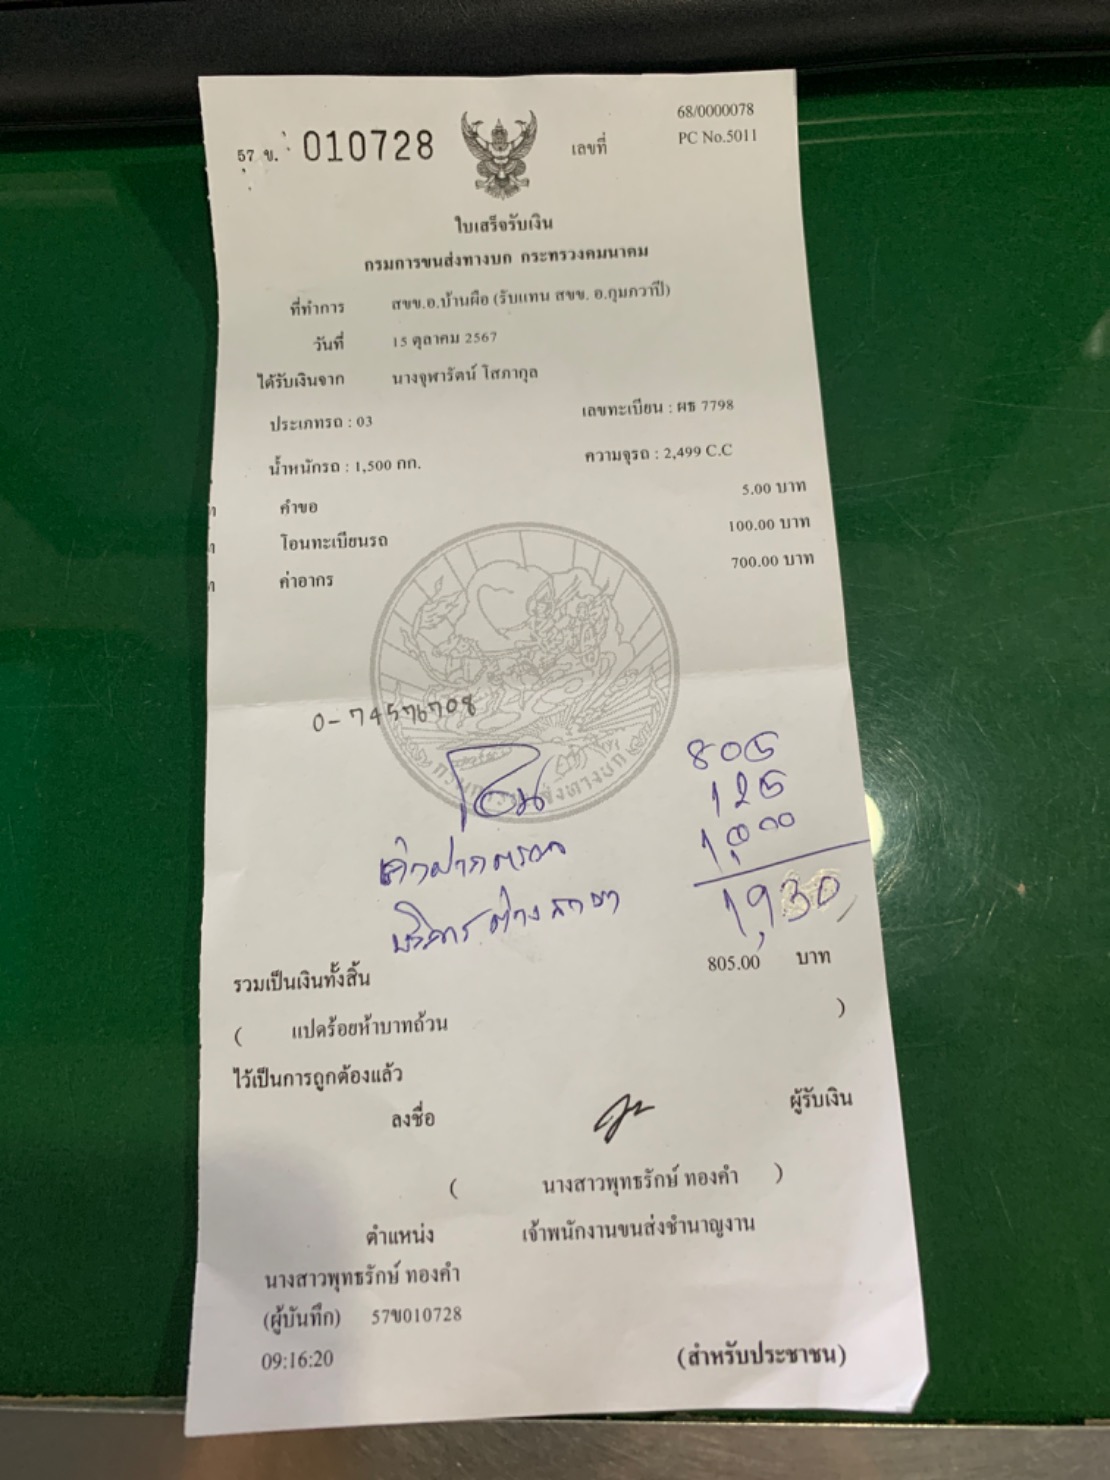 57 ข. 010728
เลขที่ 68/0000078
PC No.5011
ใบเสร็จรับเงิน
กรมการขนส่งทางบก กระทรวงคมนาคม
ที่ทำการ สขข.อ.บ้านผือ (รับแทน สขข. อ.กุมภวาปี)
วันที่ 15 ตุลาคม 2567
ได้รับเงินจาก นางจุฬารัตน์ โสภากุล
ประเภทรถ : 03 เลขทะเบียน : ผธ 7798
น้ำหนักรถ : 1,500 กก. ความจุรถ : 2,499 C.C
คำขอ 5.00 บาท
โอนทะเบียนรถ 100.00 บาท
ค่าอากร 700.00 บาท
0-74576708
โอน 805
125
1,000
บริการต่างสาขา 1,930
รวมเป็นเงินทั้งสิ้น 805.00 บาท
( แปดร้อยห้าบาทถ้วน )
ไว้เป็นการถูกต้องแล้ว
ลงชื่อ ผู้รับเงิน
( นางสาวพุทธรักษ์ ทองคำ )
ตำแหน่ง เจ้าพนักงานขนส่งชำนาญงาน
นางสาวพุทธรักษ์ ทองคำ
(ผู้บันทึก) 57ข010728
09:16:20 (สำหรับประชาชน)